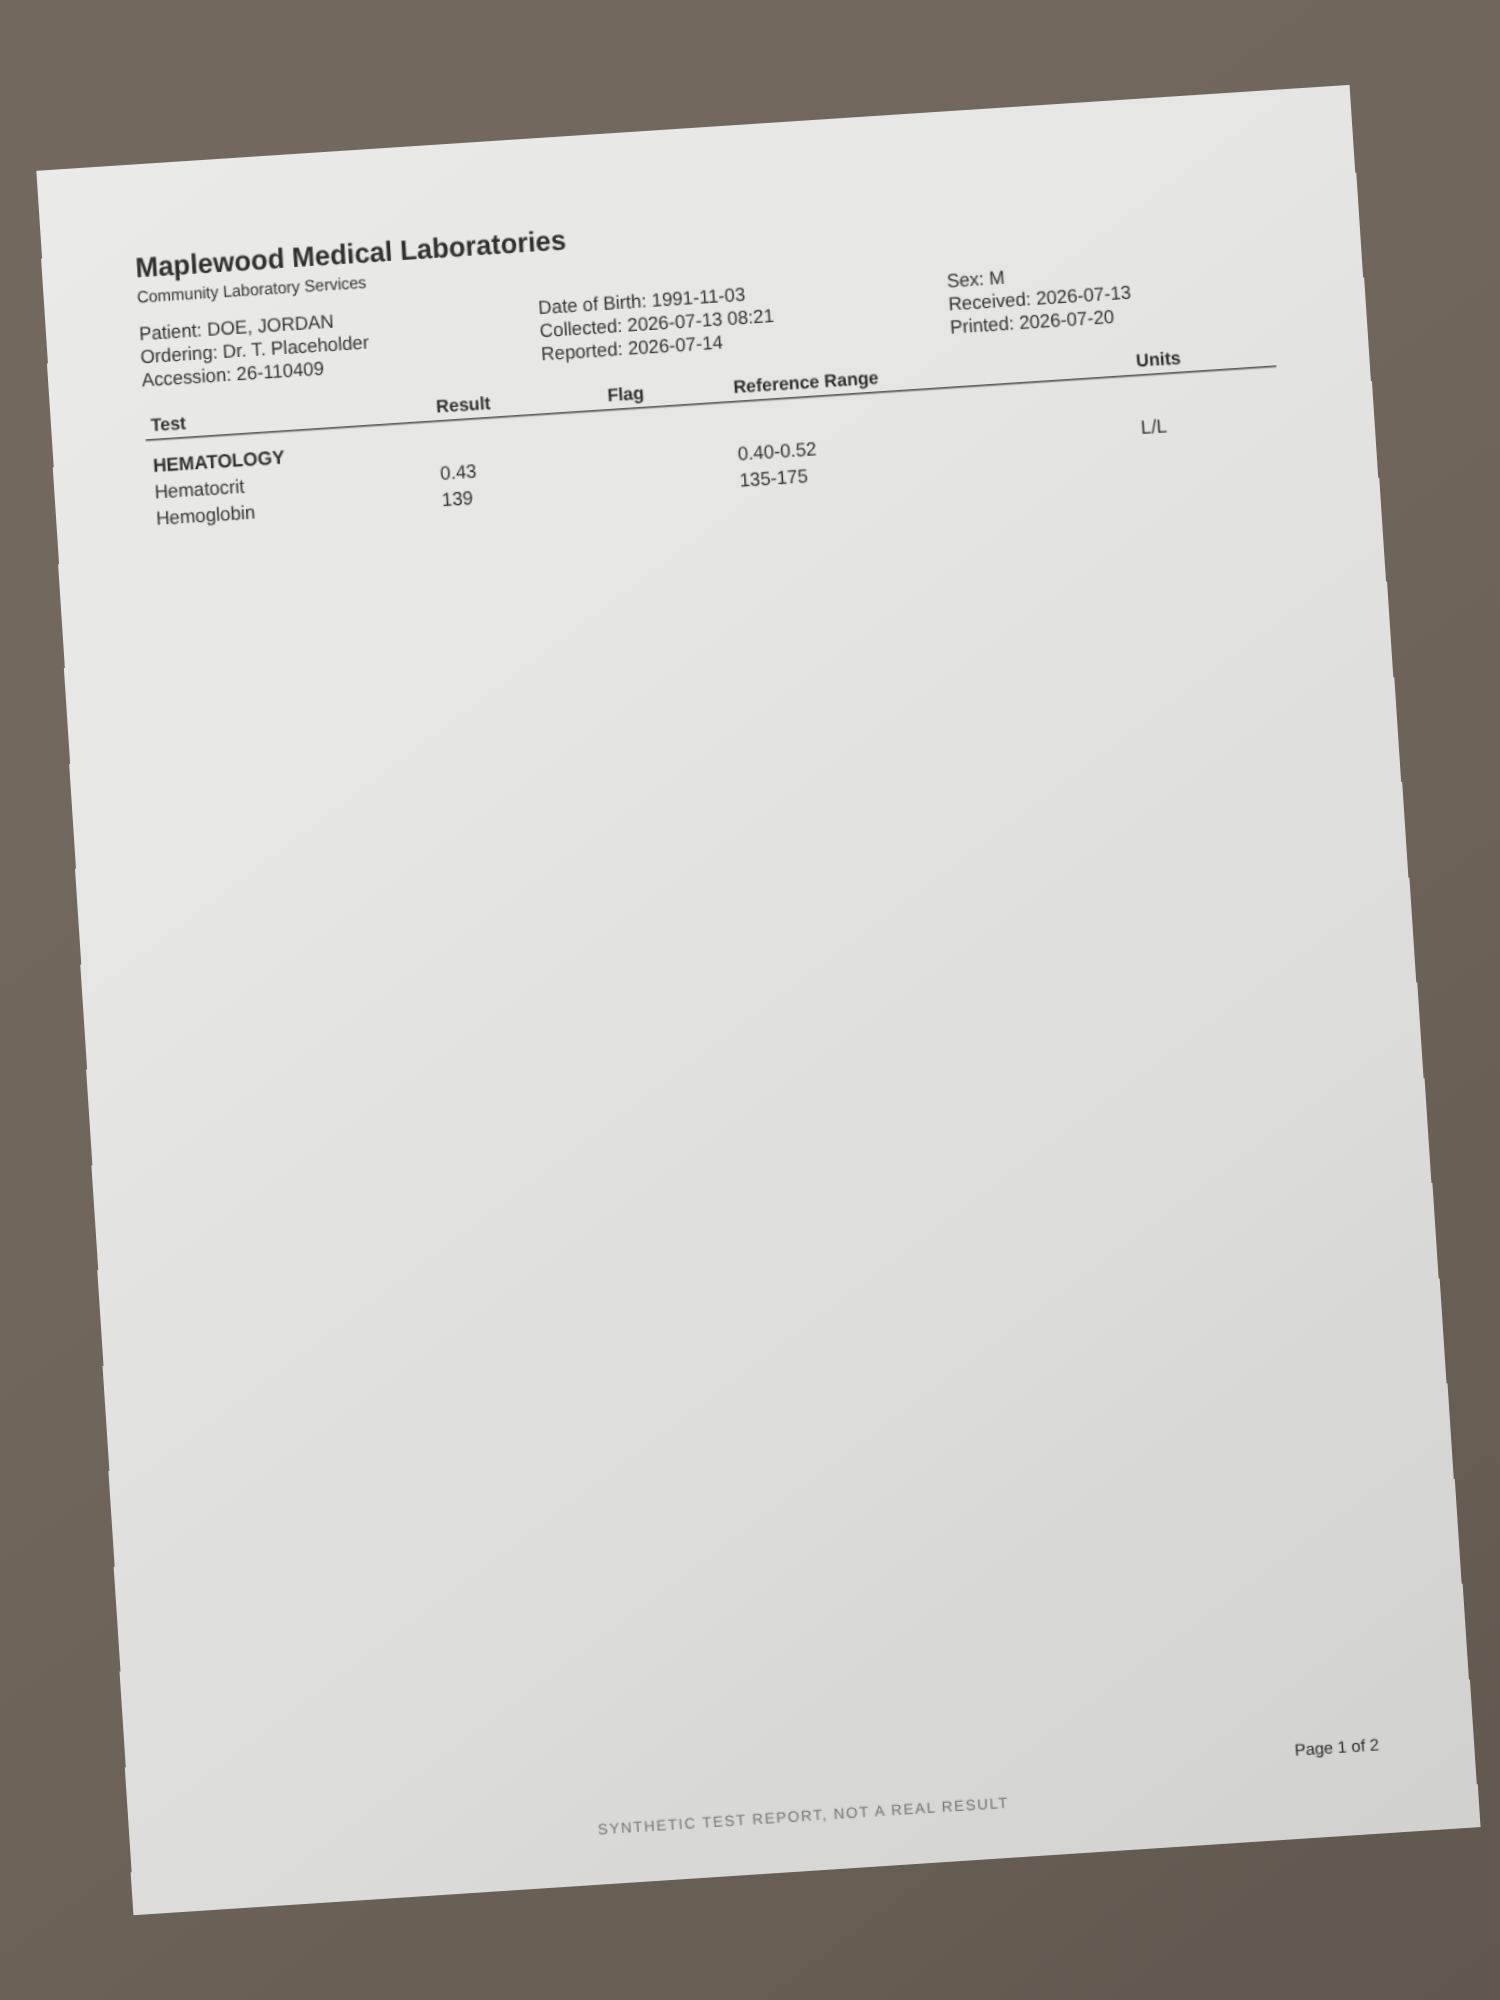 Maplewood Medical Laboratories
Community Laboratory Services
Patient: DOE, JORDAN Date of Birth: 1991-11-03 Sex: M
Ordering: Dr. T. Placeholder Collected: 2026-07-13 08:21 Received: 2026-07-13
Accession: 26-110409 Reported: 2026-07-14 Printed: 2026-07-20
Test Result Flag Reference Range Units
HEMATOLOGY
Hematocrit 0.43 0.40-0.52 L/L
Hemoglobin 139 135-175
Page 1 of 2
SYNTHETIC TEST REPORT, NOT A REAL RESULT